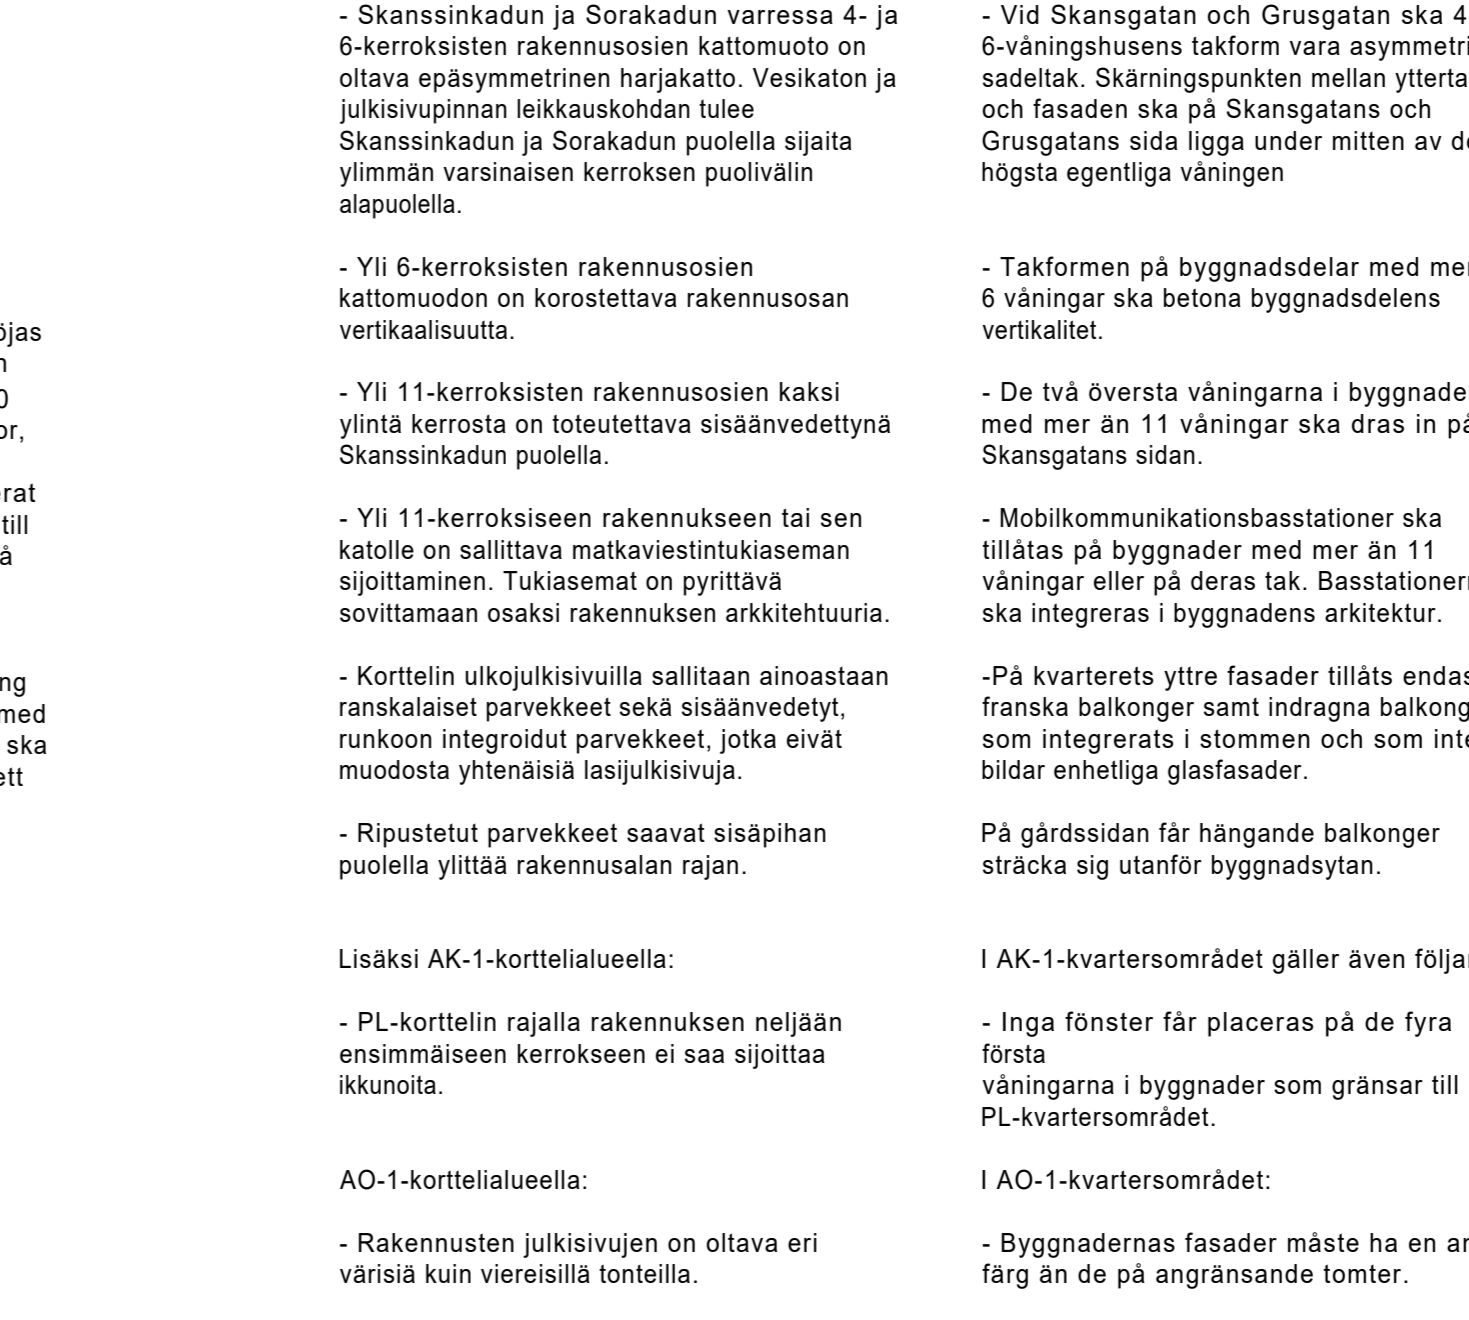 öjas
or,
erat
till
å
ng
med
ska
ett
- Skanssinkadun ja Sorakadun varressa 4- ja
6-kerroksisten rakennusosien kattomuoto on
oltava epäsymmetrinen harjakatto. Vesikaton ja
julkisivupinnan leikkauskohdan tulee
Skanssinkadun ja Sorakadun puolella sijaita
ylimmän varsinaisen kerroksen puolivälin
alapuolella.
- Yli 6-kerroksisten rakennusosien
kattomuodon on korostettava rakennusosan
vertikaalisuutta.
- Yli 11-kerroksisten rakennusosien kaksi
ylintä kerrosta on toteutettava sisäänvedettynä
Skanssinkadun puolella.
- Yli 11-kerroksiseen rakennukseen tai sen
katolle on sallittava matkaviestintukiaseman
sijoittaminen. Tukiasemat on pyrittävä
sovittamaan osaksi rakennuksen arkkitehtuuria.
- Korttelin ulkojulkisivuilla sallitaan ainoastaan
ranskalaiset parvekkeet sekä sisäänvedetyt,
runkoon integroidut parvekkeet, jotka eivät
muodosta yhtenäisiä lasijulkisivuja.
- Ripustetut parvekkeet saavat sisäpihan
puolella ylittää rakennusalan rajan.
Lisäksi AK-1-korttelialueella:
- PL-korttelin rajalla rakennuksen neljään
ensimmäiseen kerrokseen ei saa sijoittaa
ikkunoita.
AO-1-korttelialueella:
- Rakennusten julkisivujen on oltava eri
värisiä kuin viereisillä tonteilla.
- Vid Skansgatan och Grusgatan ska 4
6-våningshusens takform vara asymmetri
sadeltak. Skärningspunkten mellan ytterta
och fasaden ska på Skansgatans och
Grusgatans sida ligga under mitten av de
högsta egentliga våningen
- Takformen på byggnadsdelar med mer
6 våningar ska betona byggnadsdelens
vertikalitet.
- De två översta våningarna i byggnade
med mer än 11 våningar ska dras in på
Skansgatans sidan.
- Mobilkommunikationsbasstationer ska
tillåtas på byggnader med mer än 11
våningar eller på deras tak. Basstationern
ska integreras i byggnadens arkitektur.
-På kvarterets yttre fasader tillåts endas
franska balkonger samt indragna balkong
som integrerats i stommen och som inte
bildar enhetliga glasfasader.
På gårdssidan får hängande balkonger
sträcka sig utanför byggnadsytan.
I AK-1-kvartersområdet gäller även följa
- Inga fönster får placeras på de fyra
första
våningarna i byggnader som gränsar till
PL-kvartersområdet.
I AO-1-kvartersområdet:
- Byggnadernas fasader måste ha en an
färg än de på angränsande tomter.